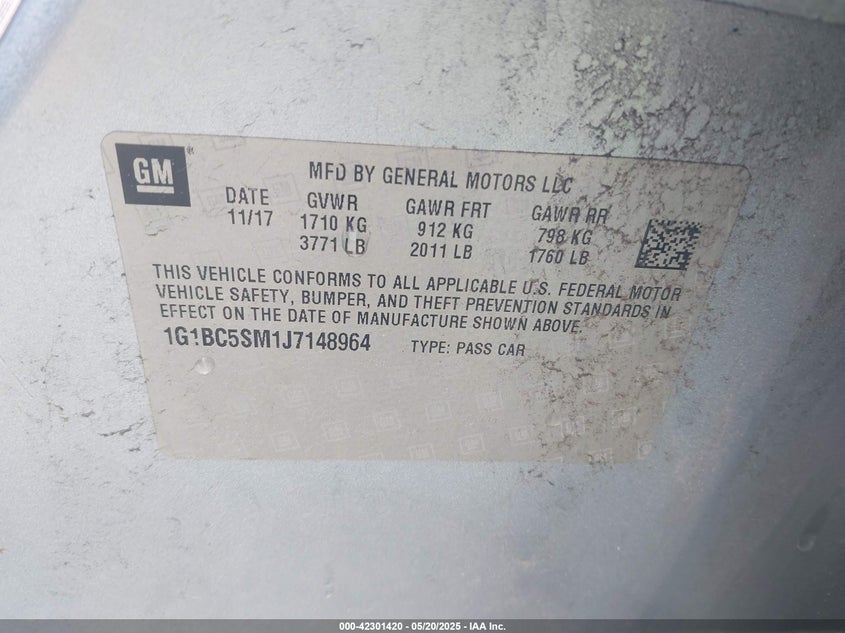 GM
MFD BY GENERAL MOTORS LLC
DATE GVWR GAWR FRT GAWR RR
11/17 1710 KG 912 KG 798 KG
3771 LB 2011 LB 1760 LB
THIS VEHICLE CONFORMS TO ALL APPLICABLE U.S. FEDERAL MOTOR
VEHICLE SAFETY, BUMPER, AND THEFT PREVENTION STANDARDS IN
EFFECT ON THE DATE OF MANUFACTURE SHOWN ABOVE.
1G1BC5SM1J7148964 TYPE: PASS CAR
000-42301420 - 05/20/2025 - IAA Inc.